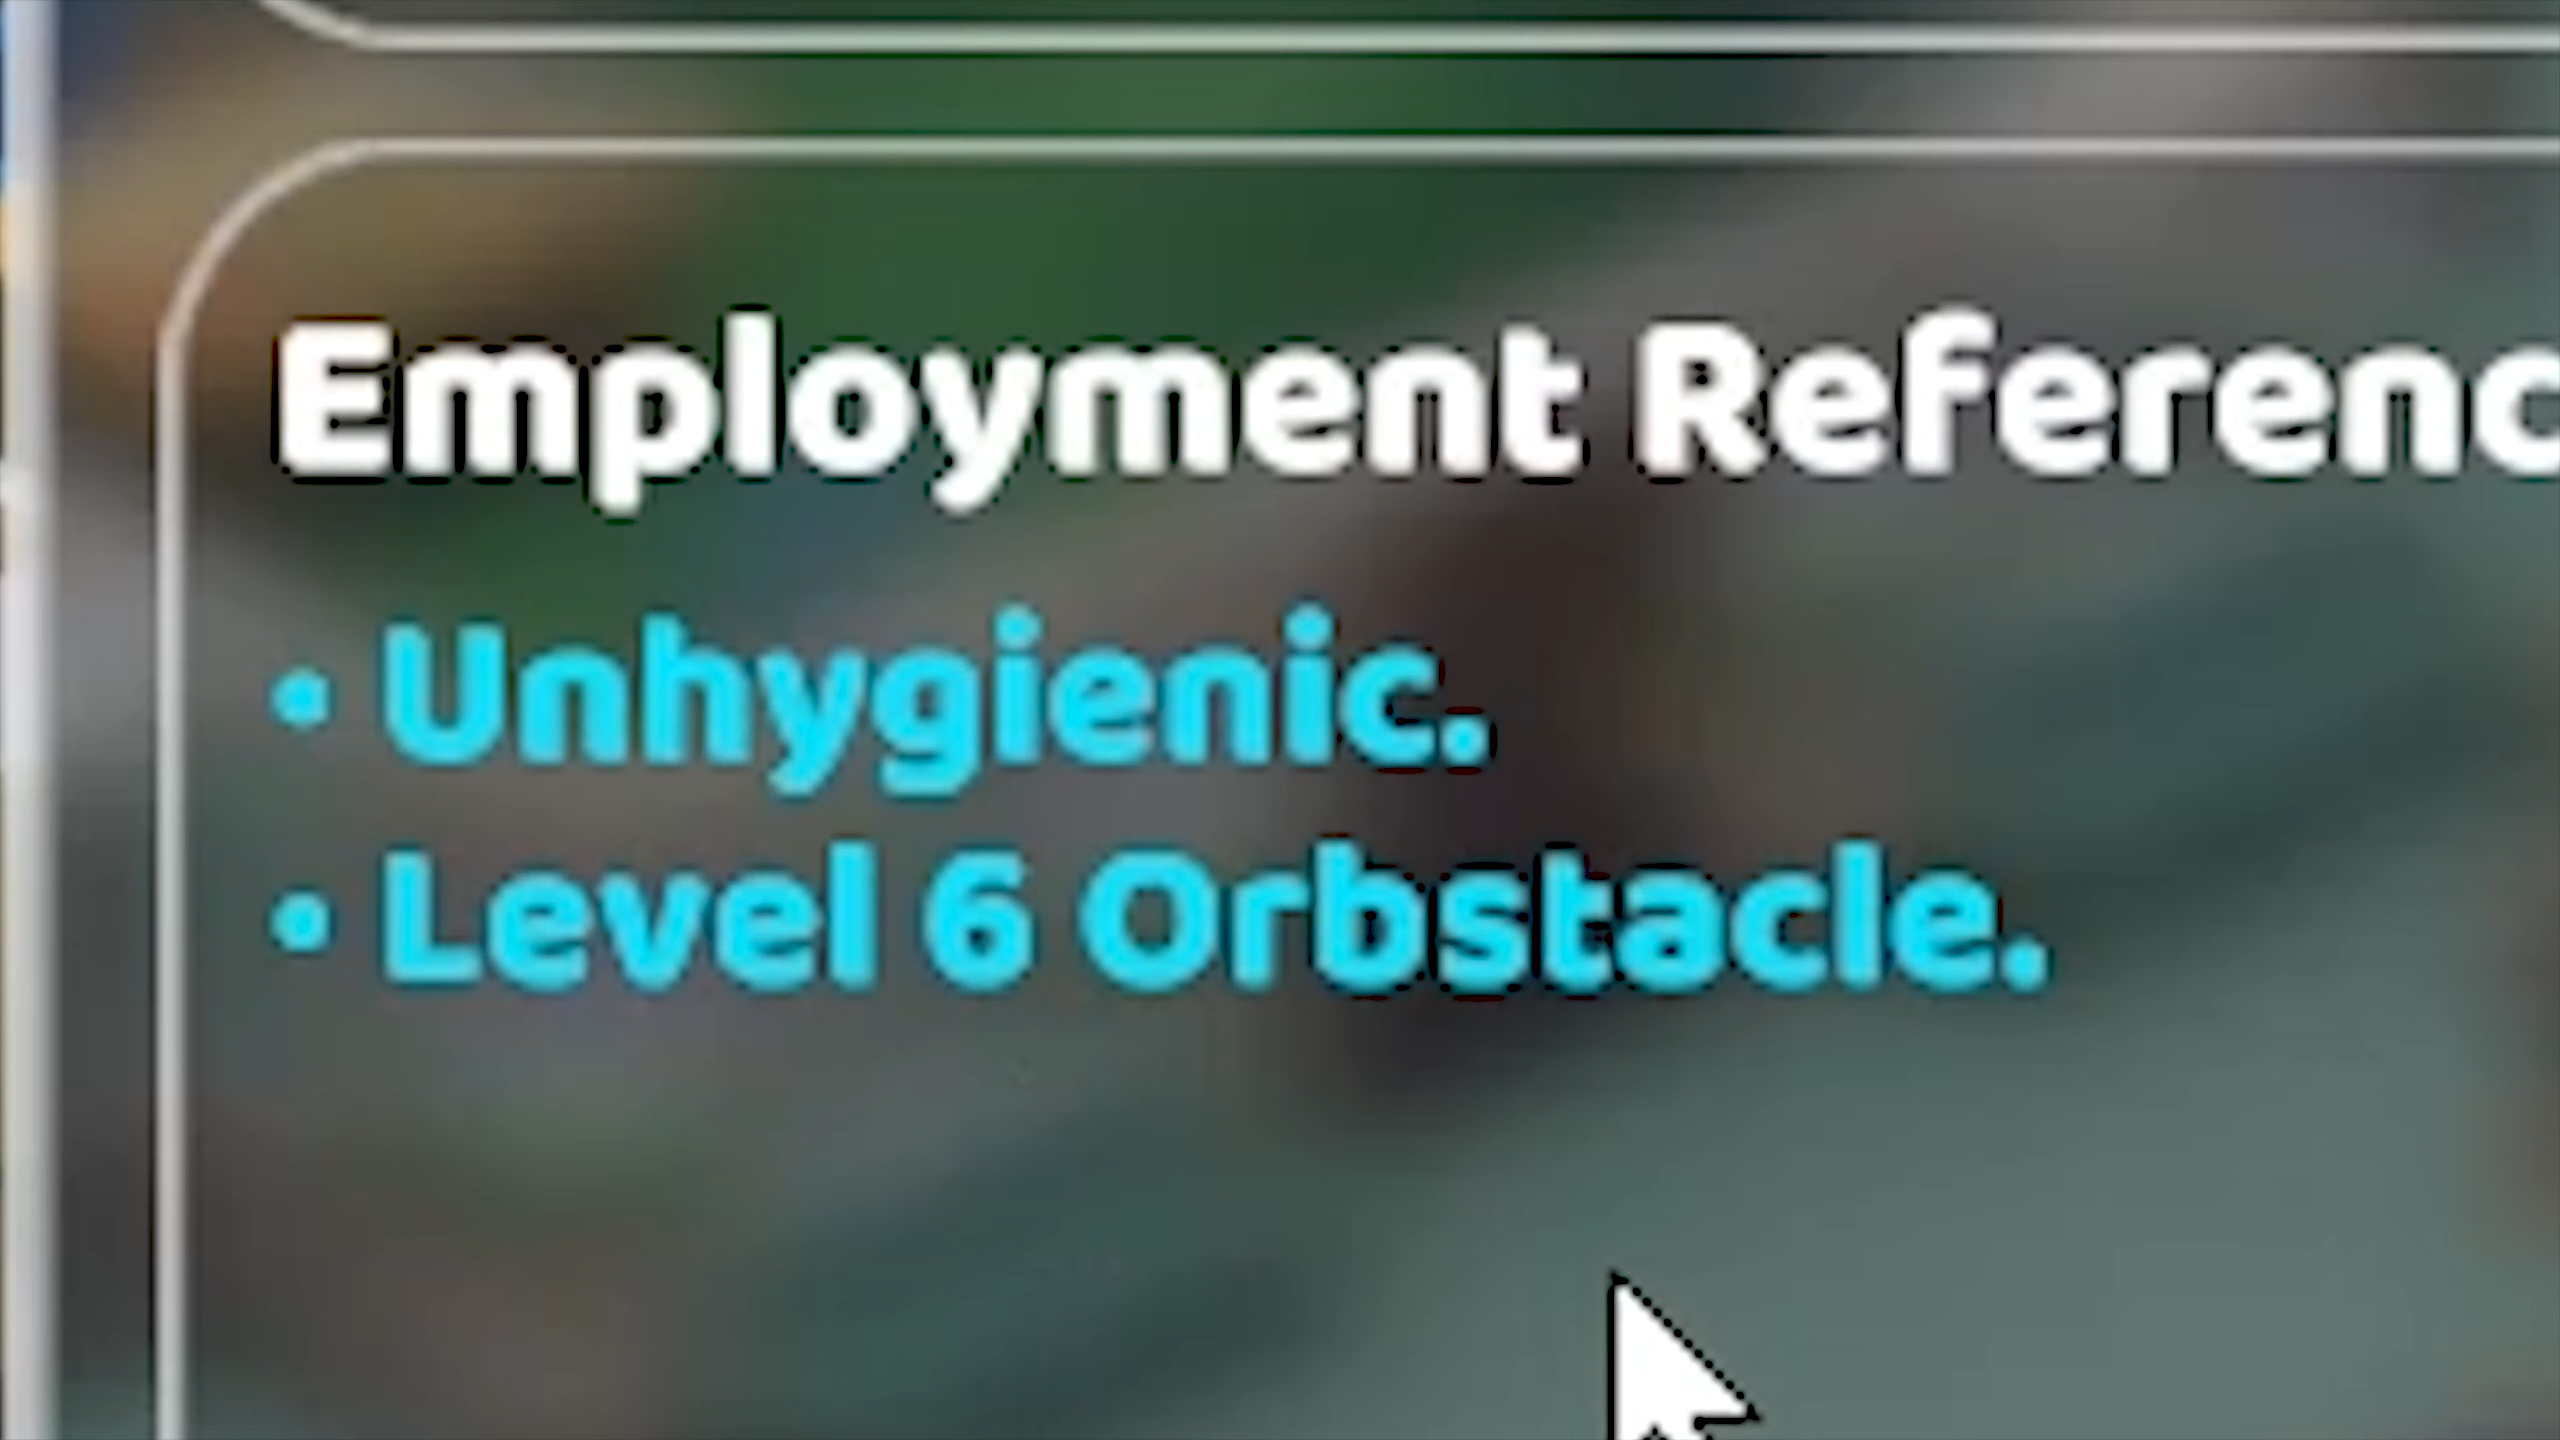 Employment Referenc
• Unhygienic.
• Level 6 Orbstacle.